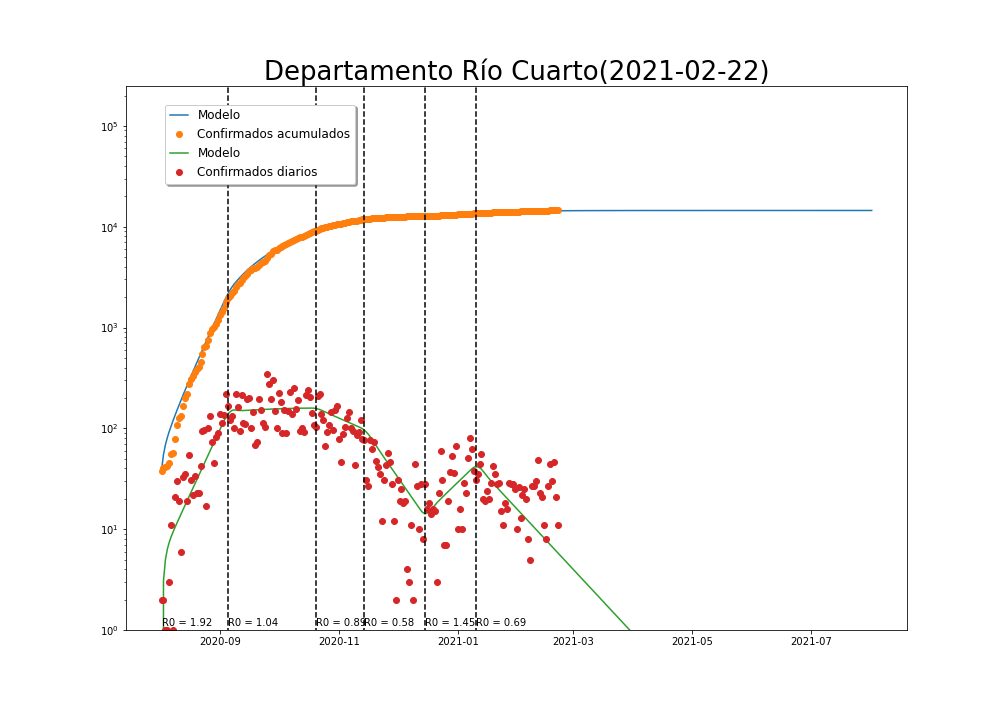 Departamento Río Cuarto(2021-02-22)
Modelo
Confirmados acumulados
Modelo
Confirmados diarios
10⁵
10⁴
10³
10²
10¹
10⁰
R0 = 1.92 R0 = 1.04 R0 = 0.89 R0 = 0.58 R0 = 1.45 R0 = 0.69
2020-09 2020-11 2021-01 2021-03 2021-05 2021-07